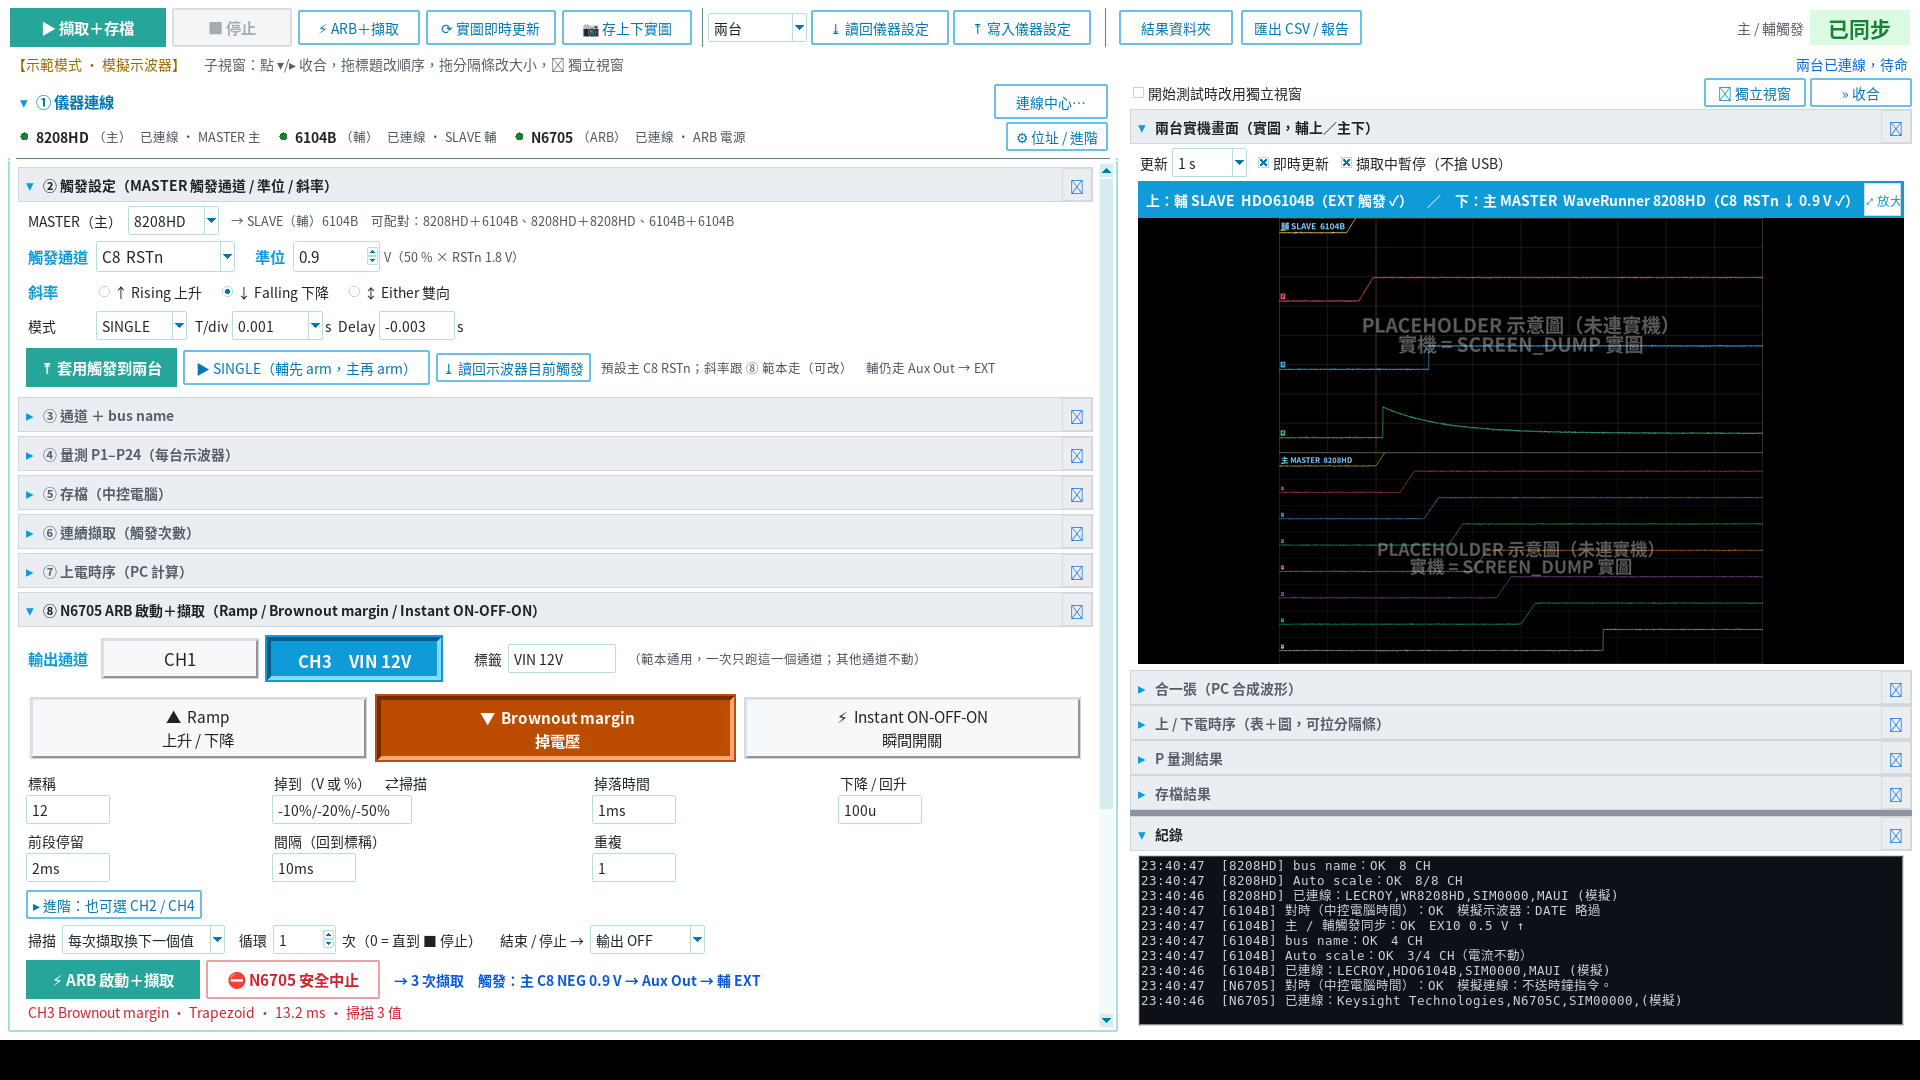 ▶ 擷取＋存檔
■ 停止
⚡ ARB＋擷取
⟳ 實圖即時更新
📷 存上下實圖
兩台
⤓ 讀回儀器設定
⤒ 寫入儀器設定
結果資料夾
匯出 CSV / 報告
主 / 輔觸發
已同步
【示範模式 · 模擬示波器】 子視窗：點 ▾/▸ 收合，拖標題改順序，拖分隔條改大小， 獨立視窗
兩台已連線，待命
▼ ① 儀器連線
連線中心…
● 8208HD （主） 已連線 · MASTER 主 ● 6104B （輔） 已連線 · SLAVE 輔 ● N6705 （ARB） 已連線 · ARB 電源
⚙ 位址 / 進階
▼ ② 觸發設定（MASTER 觸發通道 / 準位 / 斜率）
MASTER（主） 8208HD → SLAVE（輔）6104B 可配對：8208HD＋6104B、8208HD＋8208HD、6104B＋6104B
觸發通道 C8 RSTn 準位 0.9 V（50 % × RSTn 1.8 V）
斜率 ↑ Rising 上升 ↓ Falling 下降 ↕ Either 雙向
模式 SINGLE T/div 0.001 s Delay -0.003 s
⤒ 套用觸發到兩台
▶ SINGLE（輔先 arm，主再 arm）
⤓ 讀回示波器目前觸發
預設主 C8 RSTn；斜率跟 ⑧ 範本走（可改） 輔仍走 Aux Out → EXT
▶ ③ 通道 ＋ bus name
▶ ④ 量測 P1–P24（每台示波器）
▶ ⑤ 存檔（中控電腦）
▶ ⑥ 連續擷取（觸發次數）
▶ ⑦ 上電時序（PC 計算）
▼ ⑧ N6705 ARB 啟動＋擷取（Ramp / Brownout margin / Instant ON-OFF-ON）
輸出通道 CH1 CH3 VIN 12V 標籤 VIN 12V （範本通用，一次只跑這一個通道；其他通道不動）
▲ Ramp
上升 / 下降
▼ Brownout margin
掉電壓
⚡ Instant ON-OFF-ON
瞬間開關
標稱 掉到（V 或 %） ⇄掃描 掉落時間 下降 / 回升
12 -10%/-20%/-50% 1ms 100u
前段停留 間隔（回到標稱） 重複
2ms 10ms 1
▸ 進階：也可選 CH2 / CH4
掃描 每次擷取換下一個值 循環 1 次（0 = 直到 ■ 停止） 結束 / 停止 → 輸出 OFF
⚡ ARB 啟動＋擷取
⛔ N6705 安全中止
→ 3 次擷取 觸發：主 C8 NEG 0.9 V → Aux Out → 輔 EXT
CH3 Brownout margin · Trapezoid · 13.2 ms · 掃描 3 值
開始測試時改用獨立視窗
獨立視窗
» 收合
▼ 兩台實機畫面（實圖，輔上／主下）
更新 1 s 即時更新 擷取中暫停（不搶 USB）
上：輔 SLAVE HDO6104B（EXT 觸發 ✓） ／ 下：主 MASTER WaveRunner 8208HD（C8 RSTn ↓ 0.9 V ✓）
⤢ 放大
輔 SLAVE 6104B
PLACEHOLDER 示意圖（未連實機）
實機 = SCREEN_DUMP 實圖
主 MASTER 8208HD
PLACEHOLDER 示意圖（未連實機）
實機 = SCREEN_DUMP 實圖
▶ 合一張（PC 合成波形）
▶ 上 / 下電時序（表＋圖，可拉分隔條）
▶ P 量測結果
▶ 存檔結果
▼ 紀錄
23:40:47 [8208HD] bus name：OK 8 CH
23:40:47 [8208HD] Auto scale：OK 8/8 CH
23:40:46 [8208HD] 已連線：LECROY,WR8208HD,SIM0000,MAUI (模擬)
23:40:47 [6104B] 對時（中控電腦時間）：OK 模擬示波器：DATE 略過
23:40:47 [6104B] 主 / 輔觸發同步：OK EX10 0.5 V ↑
23:40:47 [6104B] bus name：OK 4 CH
23:40:47 [6104B] Auto scale：OK 3/4 CH（電流不動）
23:40:46 [6104B] 已連線：LECROY,HDO6104B,SIM0000,MAUI (模擬)
23:40:47 [N6705] 對時（中控電腦時間）：OK 模擬連線：不送時鐘指令。
23:40:46 [N6705] 已連線：Keysight Technologies,N6705C,SIM00000,(模擬)